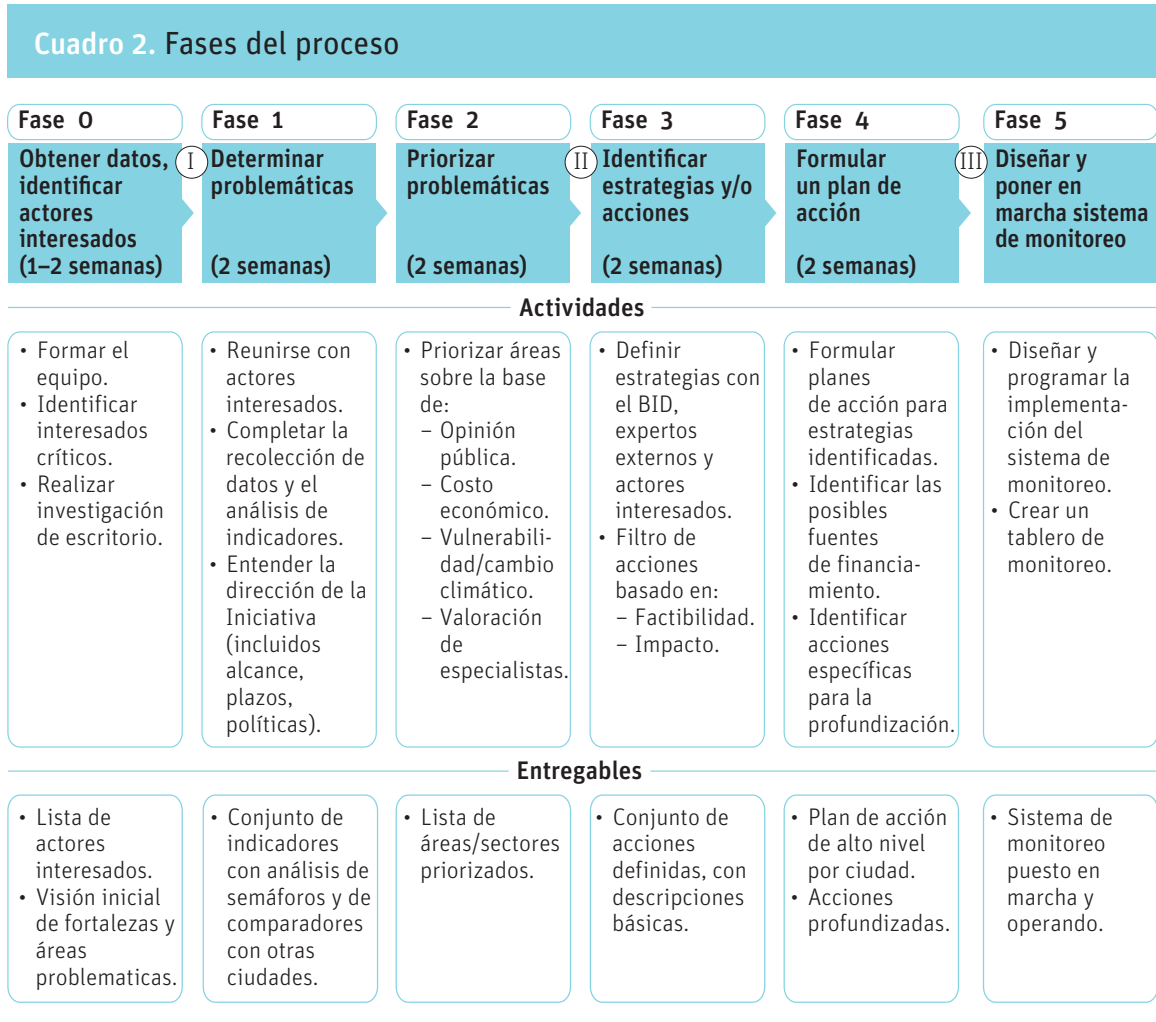 Cuadro 2. Fases del proceso
Fase 0
Obtener datos,
identificar
actores
interesados
(1–2 semanas)
I
Fase 1
Determinar
problemáticas
(2 semanas)
Fase 2
Priorizar
problemáticas
(2 semanas)
II
Fase 3
Identificar
estrategias y/o
acciones
(2 semanas)
Fase 4
Formular
un plan de
acción
(2 semanas)
III
Fase 5
Diseñar y
poner en
marcha sistema
de monitoreo
Actividades
• Formar el
equipo.
• Identificar
interesados
críticos.
• Realizar
investigación
de escritorio.
• Reunirse con
actores
interesados.
• Completar la
recolección de
datos y el
análisis de
indicadores.
• Entender la
dirección de la
Iniciativa
(incluidos
alcance,
plazos,
políticas).
• Priorizar áreas
sobre la base
de:
– Opinión
pública.
– Costo
económico.
– Vulnerabili-
dad/cambio
climático.
– Valoración
de
especialistas.
• Definir
estrategias con
el BID,
expertos
externos y
actores
interesados.
• Filtro de
acciones
basado en:
– Factibilidad.
– Impacto.
• Formular
planes
de acción para
estrategias
identificadas.
• Identificar las
posibles
fuentes
de financia-
miento.
• Identificar
acciones
específicas
para la
profundización.
• Diseñar y
programar la
implementa-
ción del
sistema de
monitoreo.
• Crear un
tablero de
monitoreo.
Entregables
• Lista de
actores
interesados.
• Visión inicial
de fortalezas y
áreas
problematicas.
• Conjunto de
indicadores
con análisis de
semáforos y de
comparadores
con otras
ciudades.
• Lista de
áreas/sectores
priorizados.
• Conjunto de
acciones
definidas, con
descripciones
básicas.
• Plan de acción
de alto nivel
por ciudad.
• Acciones
profundizadas.
• Sistema de
monitoreo
puesto en
marcha y
operando.